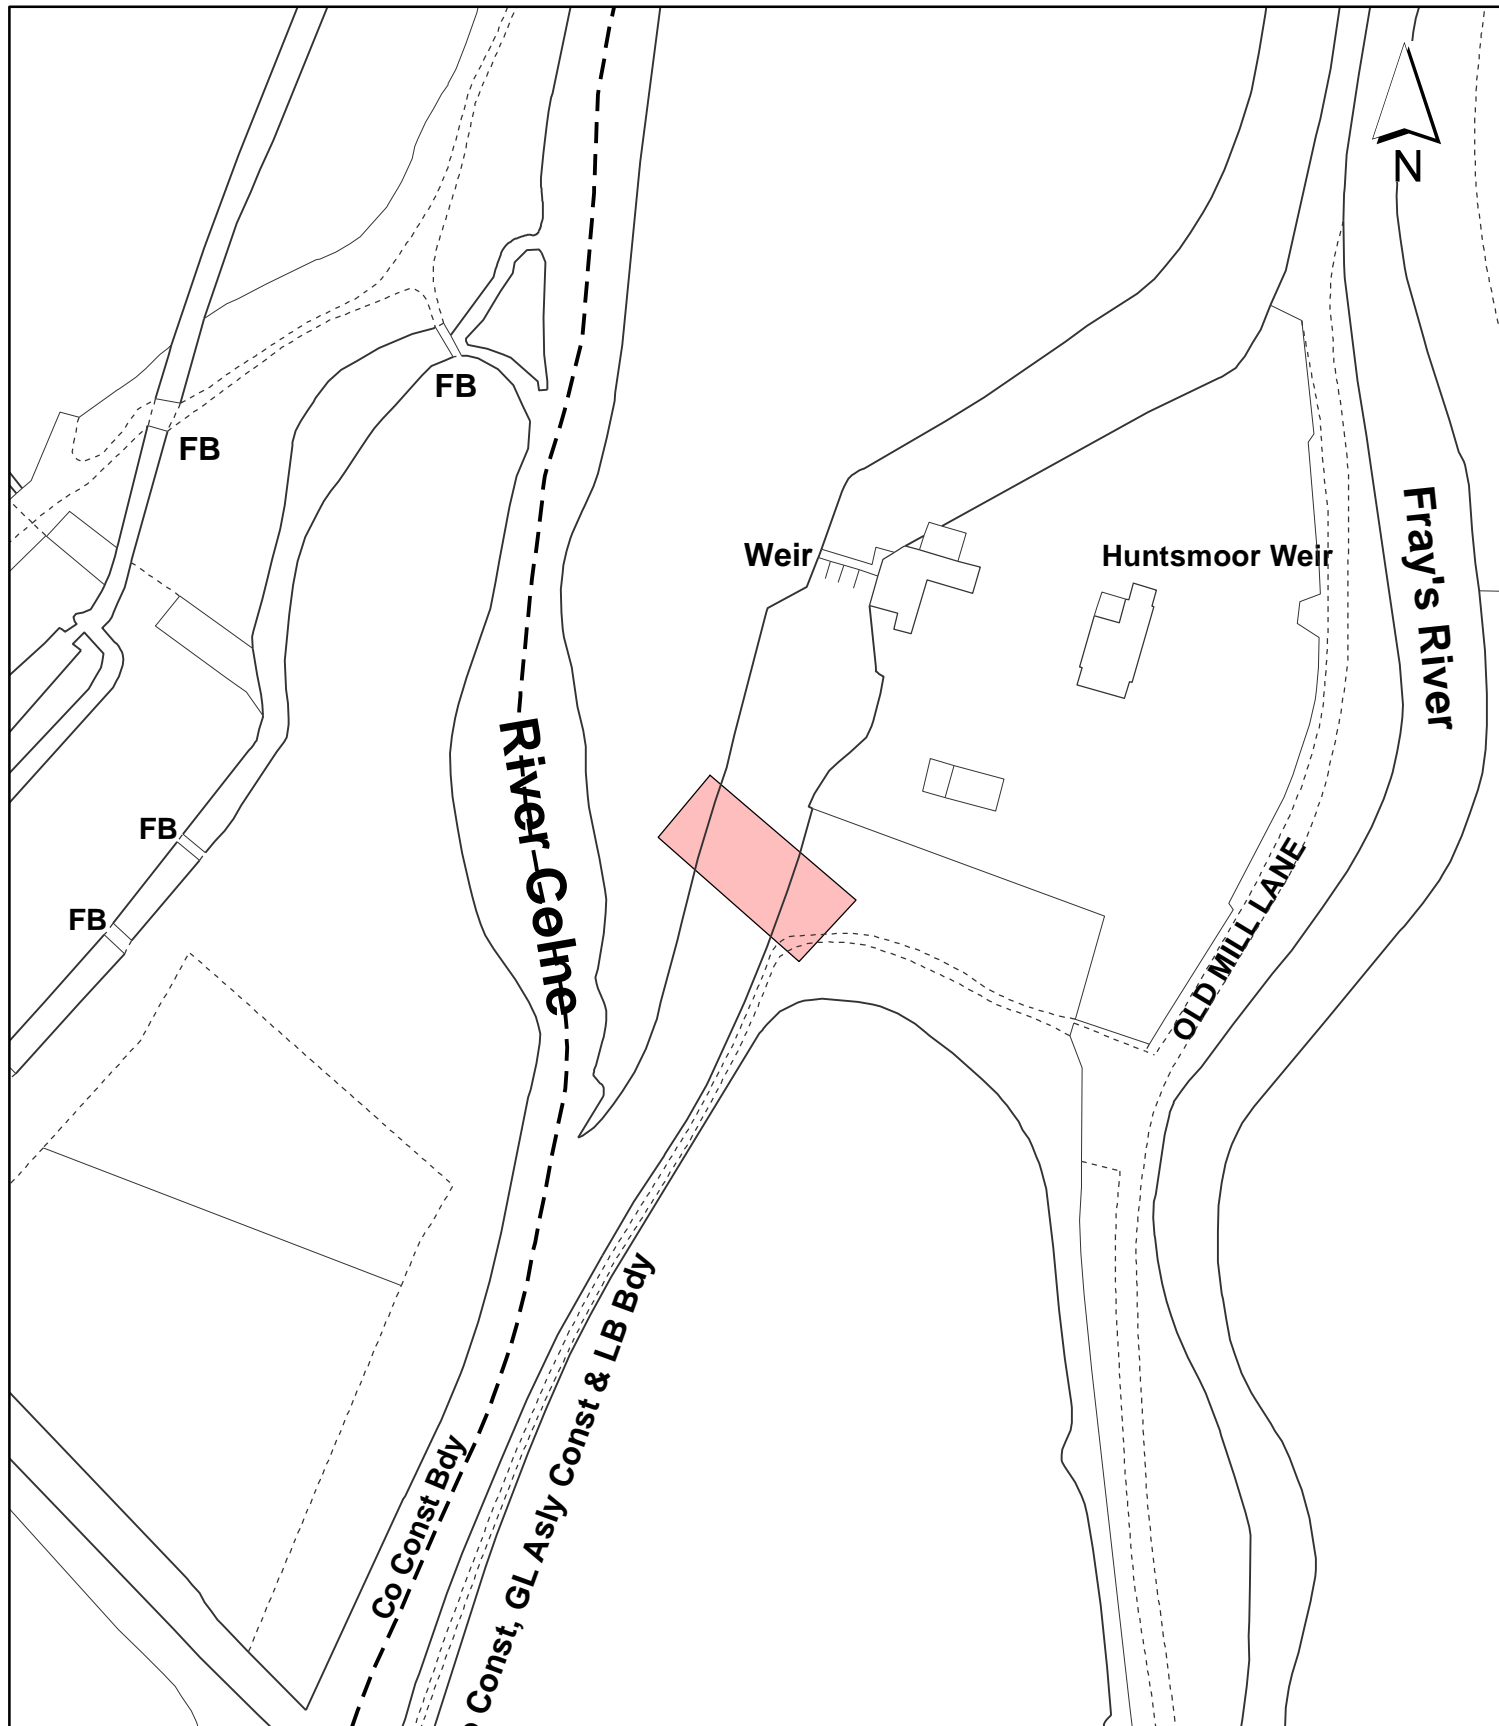 N
FB
FB
Weir
Huntsmoor Weir
Fray's River
River Colne
FB
FB
OLD MILL LANE
Co Const Bdy
Const, GL Asly Const & LB Bdy